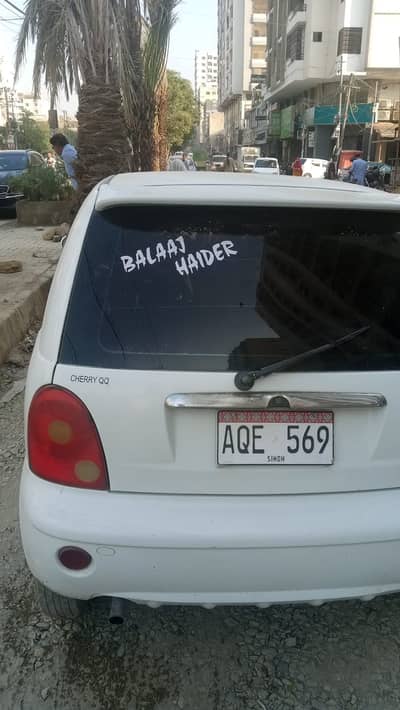 BALAAJ
HAIDER
CHERRY QQ
AQE 569
SINDH